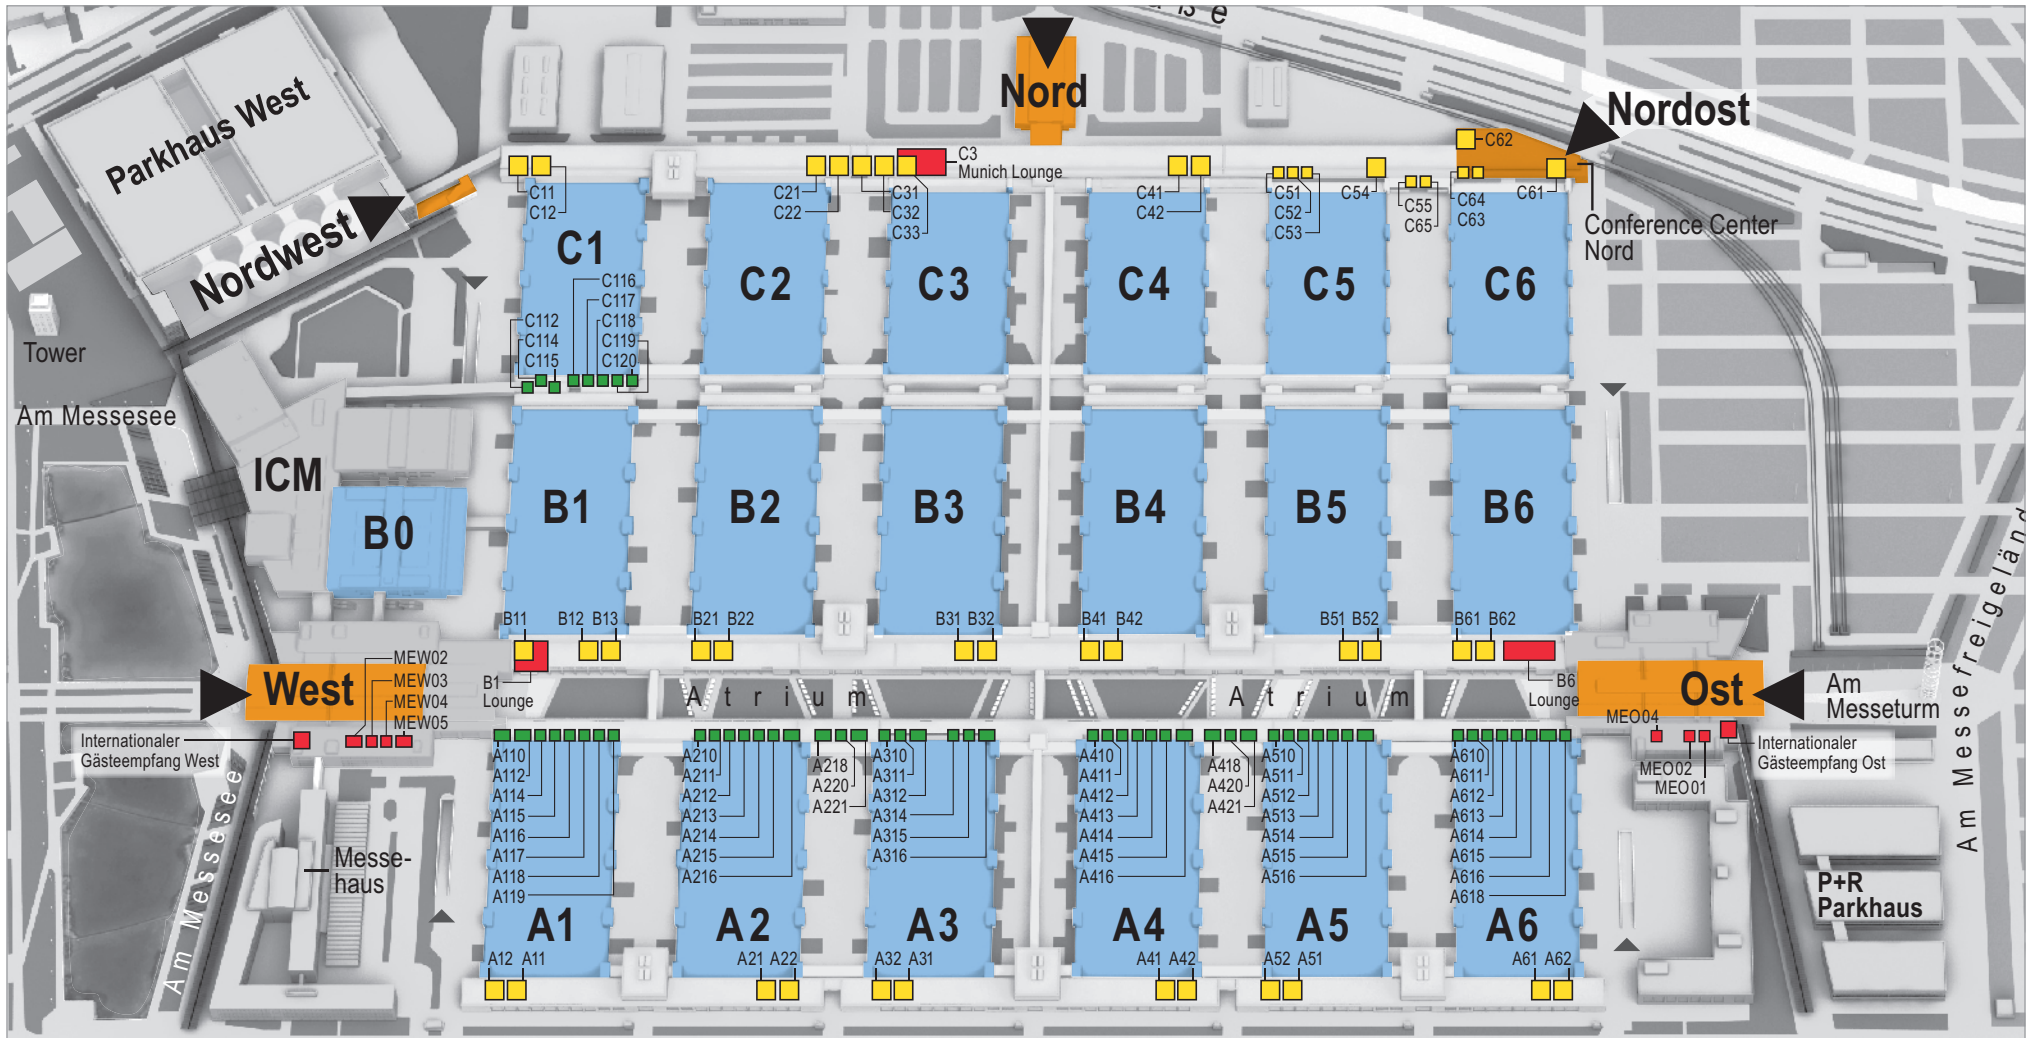 ße
Parkhaus West
Nord
Nordost
Nordwest
C3
Munich Lounge
C62
C11
C12
C21
C22
C31
C32
C33
C41
C42
C51
C52
C53
C54
C55
C65
C64
C63
C61
Conference Center
Nord
C1
C2
C3
C4
C5
C6
C116
C117
C118
C119
C120
C112
C114
C115
Tower
Am Messesee
ICM
B0
B1
B2
B3
B4
B5
B6
B11
B12
B13
B21
B22
B31
B32
B41
B42
B51
B52
B61
B62
West
MEW02
MEW03
MEW04
MEW05
B1
Lounge
Atrium
Atrium
B6
Lounge
Ost
Am
Messeturm
Am Messefreigeländ
Internationaler
Gästeempfang West
MEO04
MEO02
MEO01
Internationaler
Gästeempfang Ost
A110
A112
A114
A115
A116
A117
A118
A119
A210
A211
A212
A213
A214
A215
A216
A218
A220
A221
A310
A311
A312
A314
A315
A316
A410
A411
A412
A413
A414
A415
A416
A418
A420
A421
A510
A511
A512
A513
A514
A515
A516
A610
A611
A612
A613
A614
A615
A616
A618
Am Messesee
Messe-
haus
P+R
Parkhaus
A1
A2
A3
A4
A5
A6
A12
A11
A21
A22
A32
A31
A41
A42
A52
A51
A61
A62